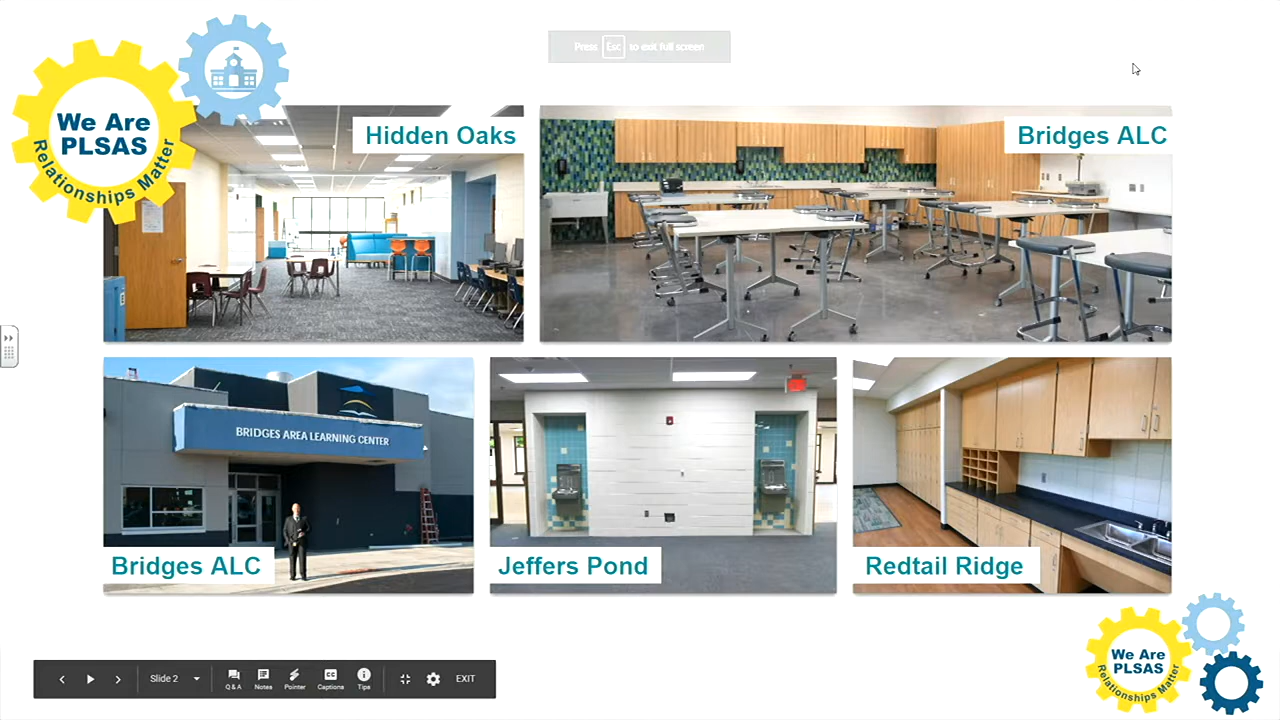 We Are
PLSAS
Relationships Matter
Press Esc to exit full screen
Hidden Oaks
Bridges ALC
BRIDGES AREA LEARNING CENTER
Bridges ALC
Jeffers Pond
Redtail Ridge
We Are
PLSAS
Relationships Matter
Slide 2
Q & A
Notes
Pointer
Captions
Tips
EXIT